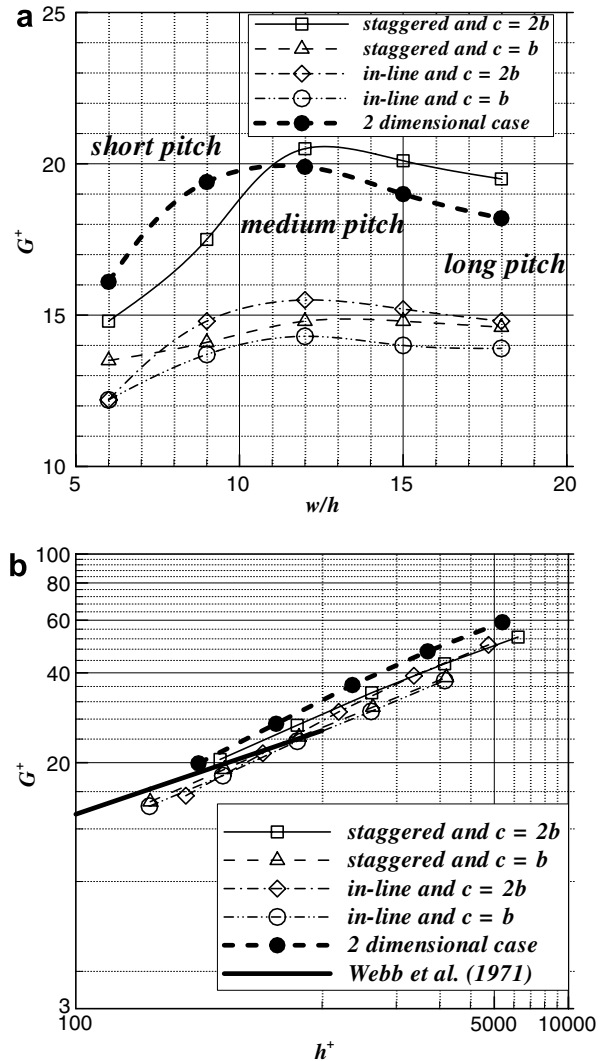 a
25
20
15
10
G+
staggered and c = 2b
staggered and c = b
in-line and c = 2b
in-line and c = b
2 dimensional case
short pitch
medium pitch
long pitch
5 10 15 20
w/h
b
100
80
60
40
20
3
G+
staggered and c = 2b
staggered and c = b
in-line and c = 2b
in-line and c = b
2 dimensional case
Webb et al. (1971)
100 5000 10000
h+